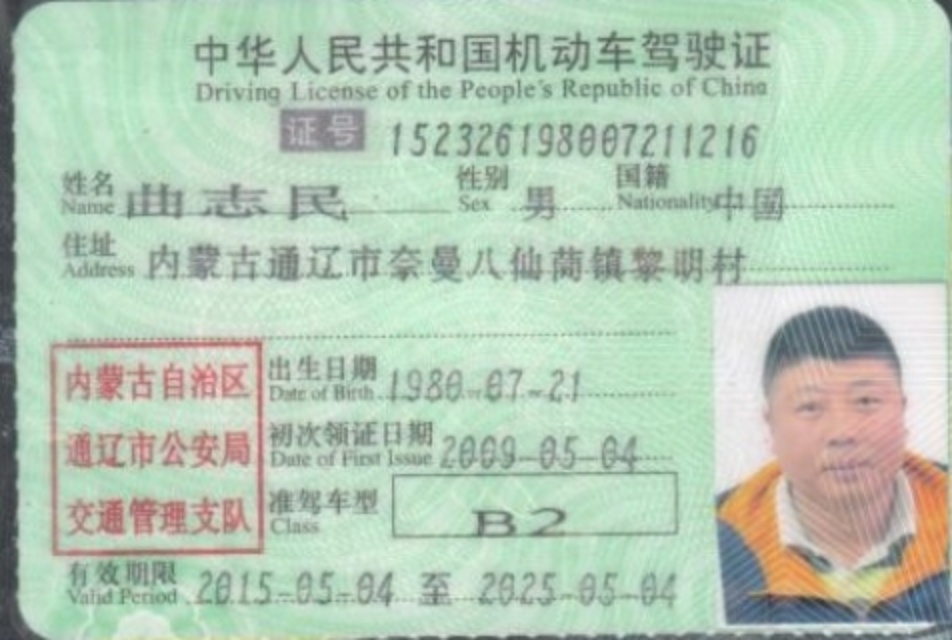 中华人民共和国机动车驾驶证
Driving License of the People's Republic of China
证号 152326198007211216
姓名 Name 曲志民 性别 Sex 男 国籍 Nationality 中国
住址 Address 内蒙古通辽市奈曼八仙筒镇黎明村
内蒙古自治区
通辽市公安局
交通管理支队
出生日期 Date of Birth 1980-07-21
初次领证日期 Date of First Issue 2009-05-04
准驾车型 Class B2
有效期限 Valid Period 2015-05-04 至 2025-05-04